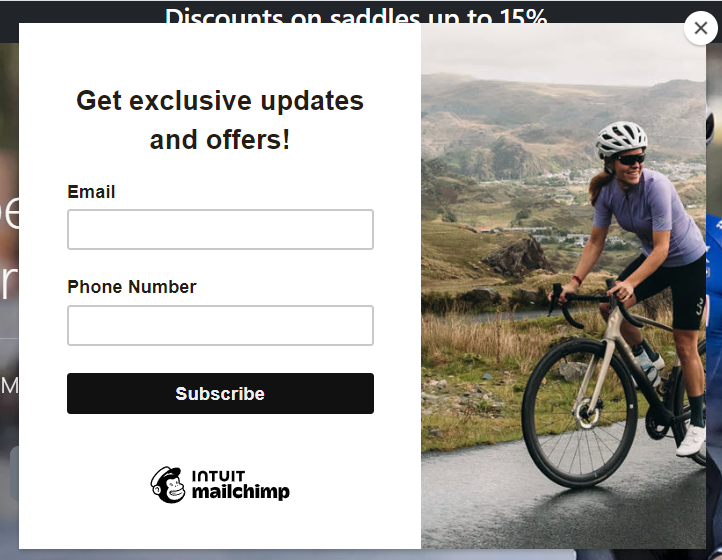 Discounts on saddles up to 15%
Get exclusive updates
and offers!
Email
Phone Number
Subscribe
INTUIT
mailchimp